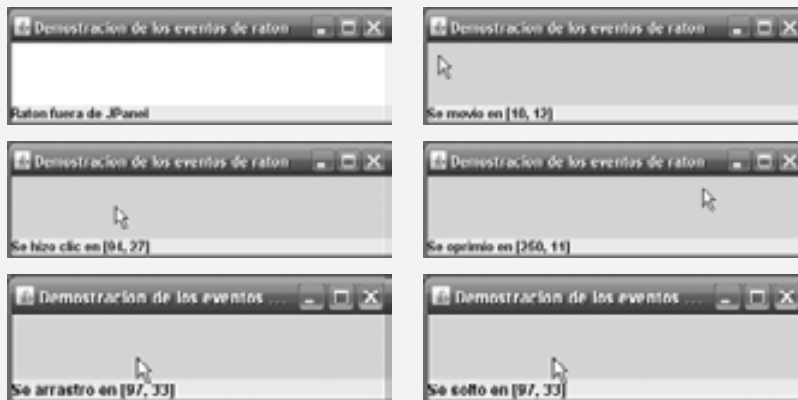 Demostracion de los eventos de raton
Raton fuera de JPanel
Demostracion de los eventos de raton
Se movio en [10, 12]
Demostracion de los eventos de raton
Se hizo clic en [94, 27]
Demostracion de los eventos de raton
Se oprimio en [260, 11]
Demostracion de los eventos ...
Se arrastro en [97, 33]
Demostracion de los eventos ...
Se solto en [97, 33]